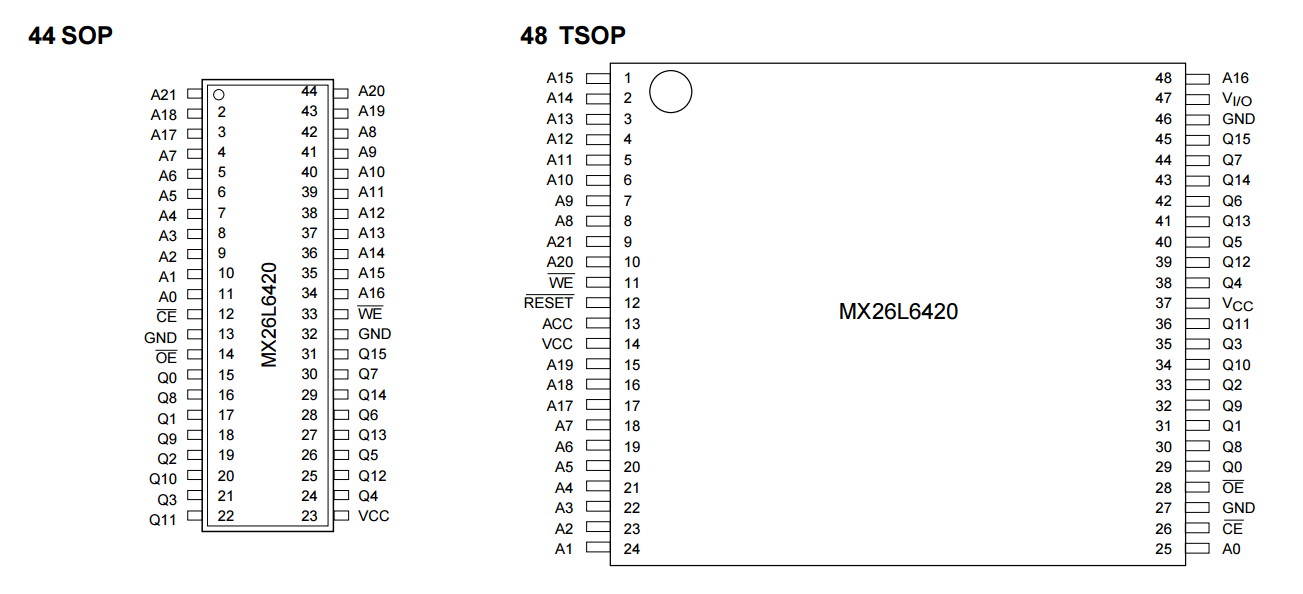 44 SOP
A21 44 A20
A18 2 43 A19
A17 3 42 A8
A7 4 41 A9
A6 5 40 A10
A5 6 39 A11
A4 7 38 A12
A3 8 37 A13
A2 9 36 A14
A1 10 35 A15
A0 11 34 A16
CE 12 33 WE
GND 13 32 GND
OE 14 31 Q15
Q0 15 30 Q7
Q8 16 29 Q14
Q1 17 28 Q6
Q9 18 27 Q13
Q2 19 26 Q5
Q10 20 25 Q12
Q3 21 24 Q4
Q11 22 23 VCC
MX26L6420
48 TSOP
A15 1 48 A16
A14 2 47 VI/O
A13 3 46 GND
A12 4 45 Q15
A11 5 44 Q7
A10 6 43 Q14
A9 7 42 Q6
A8 8 41 Q13
A21 9 40 Q5
A20 10 39 Q12
WE 11 38 Q4
RESET 12 37 VCC
ACC 13 36 Q11
VCC 14 35 Q3
A19 15 34 Q10
A18 16 33 Q2
A17 17 32 Q9
A7 18 31 Q1
A6 19 30 Q8
A5 20 29 Q0
A4 21 28 OE
A3 22 27 GND
A2 23 26 CE
A1 24 25 A0
MX26L6420